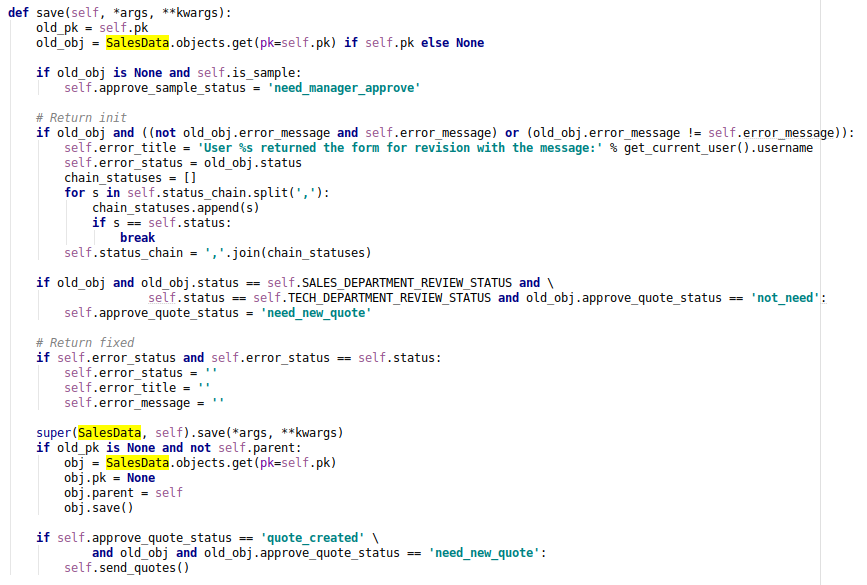 def save(self, *args, **kwargs):
    old_pk = self.pk
    old_obj = SalesData.objects.get(pk=self.pk) if self.pk else None

    if old_obj is None and self.is_sample:
        self.approve_sample_status = 'need_manager_approve'

    # Return init
    if old_obj and ((not old_obj.error_message and self.error_message) or (old_obj.error_message != self.error_message)):
        self.error_title = 'User %s returned the form for revision with the message:' % get_current_user().username
        self.error_status = old_obj.status
        chain_statuses = []
        for s in self.status_chain.split(','):
            chain_statuses.append(s)
            if s == self.status:
                break
        self.status_chain = ','.join(chain_statuses)

    if old_obj and old_obj.status == self.SALES_DEPARTMENT_REVIEW_STATUS and \
                    self.status == self.TECH_DEPARTMENT_REVIEW_STATUS and old_obj.approve_quote_status == 'not_need':
        self.approve_quote_status = 'need_new_quote'

    # Return fixed
    if self.error_status and self.error_status == self.status:
        self.error_status = ''
        self.error_title = ''
        self.error_message = ''

    super(SalesData, self).save(*args, **kwargs)
    if old_pk is None and not self.parent:
        obj = SalesData.objects.get(pk=self.pk)
        obj.pk = None
        obj.parent = self
        obj.save()

    if self.approve_quote_status == 'quote_created' \
            and old_obj and old_obj.approve_quote_status == 'need_new_quote':
        self.send_quotes()